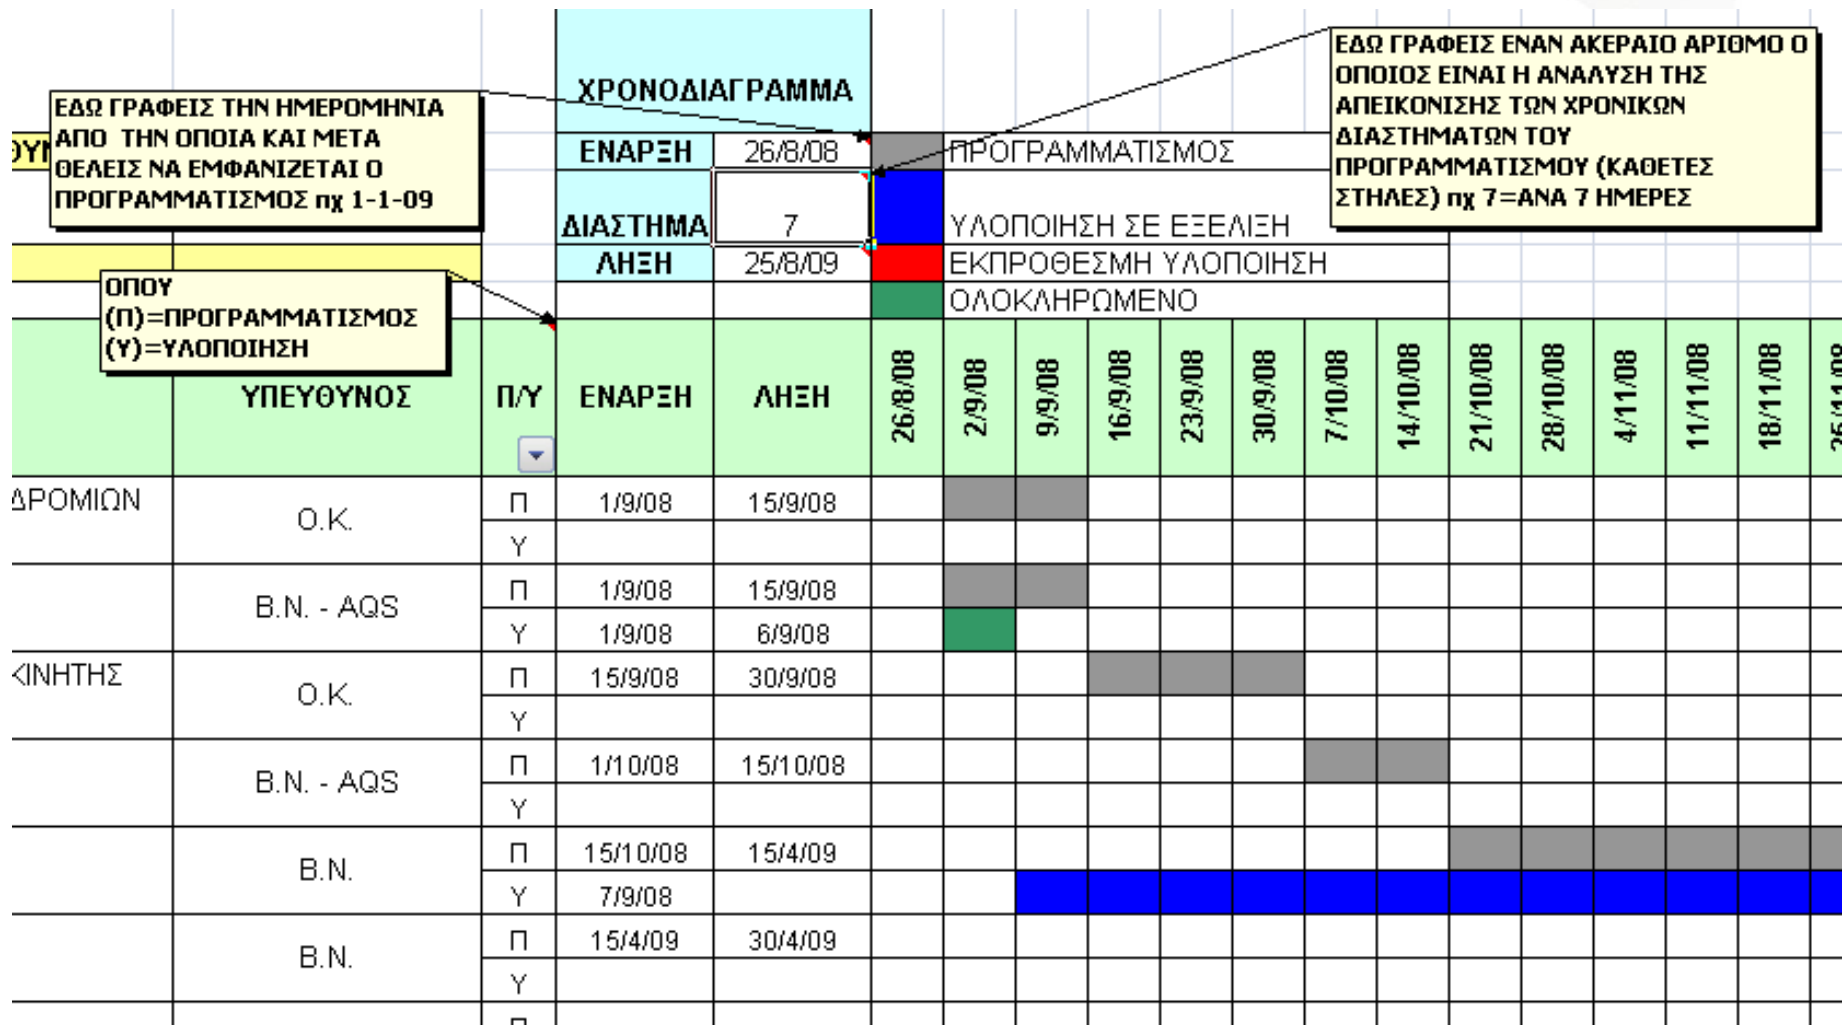 ΧΡΟΝΟΔΙΑΓΡΑΜΜΑ
ΕΔΩ ΓΡΑΦΕΙΣ ΕΝΑΝ ΑΚΕΡΑΙΟ ΑΡΙΘΜΟ Ο
ΟΠΟΙΟΣ ΕΙΝΑΙ Η ΑΝΑΛΥΣΗ ΤΗΣ
ΑΠΕΙΚΟΝΙΣΗΣ ΤΩΝ ΧΡΟΝΙΚΩΝ
ΔΙΑΣΤΗΜΑΤΩΝ ΤΟΥ
ΠΡΟΓΡΑΜΜΑΤΙΣΜΟΥ (ΚΑΘΕΤΕΣ
ΣΤΗΛΕΣ) πχ 7=ΑΝΑ 7 ΗΜΕΡΕΣ
ΕΔΩ ΓΡΑΦΕΙΣ ΤΗΝ ΗΜΕΡΟΜΗΝΙΑ
ΑΠΟ ΤΗΝ ΟΠΟΙΑ ΚΑΙ ΜΕΤΑ
ΘΕΛΕΙΣ ΝΑ ΕΜΦΑΝΙΖΕΤΑΙ Ο
ΠΡΟΓΡΑΜΜΑΤΙΣΜΟΣ πχ 1-1-09
ΕΝΑΡΞΗ 26/8/08 ΠΡΟΓΡΑΜΜΑΤΙΣΜΟΣ
ΔΙΑΣΤΗΜΑ 7 ΥΛΟΠΟΙΗΣΗ ΣΕ ΕΞΕΛΙΞΗ
ΛΗΞΗ 25/8/09 ΕΚΠΡΟΘΕΣΜΗ ΥΛΟΠΟΙΗΣΗ
ΟΛΟΚΛΗΡΩΜΕΝΟ
ΟΠΟΥ
(Π)=ΠΡΟΓΡΑΜΜΑΤΙΣΜΟΣ
(Υ)=ΥΛΟΠΟΙΗΣΗ
ΥΠΕΥΘΥΝΟΣ Π/Υ ΕΝΑΡΞΗ ΛΗΞΗ 26/8/08 2/9/08 9/9/08 16/9/08 23/9/08 30/9/08 7/10/08 14/10/08 21/10/08 28/10/08 4/11/08 11/11/08 18/11/08
ΔΡΟΜΙΩΝ Ο.Κ. Π 1/9/08 15/9/08
Υ
Β.Ν. - AQS Π 1/9/08 15/9/08
Υ 1/9/08 6/9/08
ΚΙΝΗΤΗΣ Ο.Κ. Π 15/9/08 30/9/08
Υ
Β.Ν. - AQS Π 1/10/08 15/10/08
Υ
Β.Ν. Π 15/10/08 15/4/09
Υ 7/9/08
Β.Ν. Π 15/4/09 30/4/09
Υ